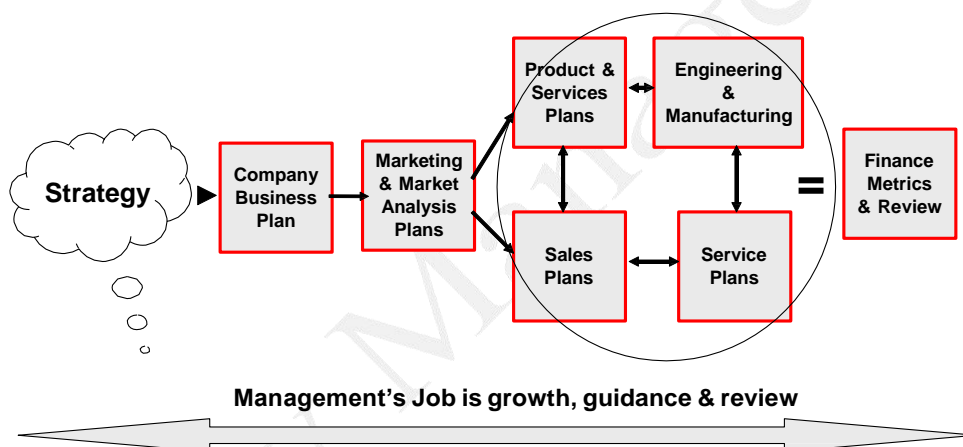 Strategy
Company
Business
Plan
Marketing
& Market
Analysis
Plans
Product &
Services
Plans
Engineering
&
Manufacturing
Sales
Plans
Service
Plans
=
Finance
Metrics
& Review
Management's Job is growth, guidance & review